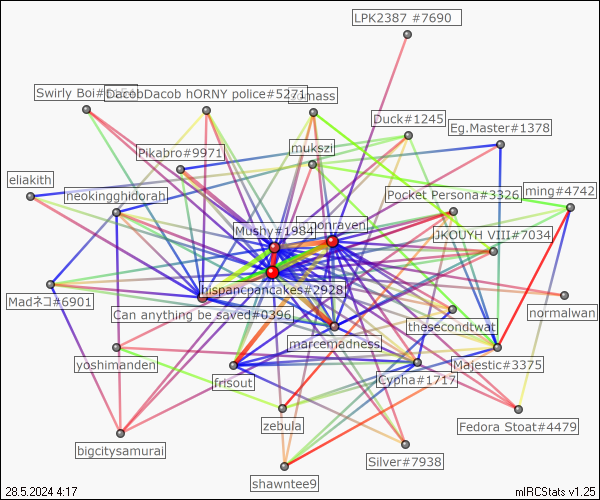 LPK2387 #7690
Swirly Boi#
DacobDacob hORNY police#5271
mass
Duck#1245
Eg.Master#1378
mukszi
Pikabro#9971
eliakith
neokingghidorah
Pocket Persona#3326
ming#4742
Mushy#1984
onraven
JKOUYH VIII#7034
hispancpancakes#2928
Madネコ#6901
Can anything be saved#0396
normalwan
thesecondtwat
marcemadness
yoshimanden
Majestic#3375
frisout
Cypha#1717
zebula
Fedora Stoat#4479
bigcitysamurai
Silver#7938
shawntee9
28.5.2024 4:17
mIRCStats v1.25